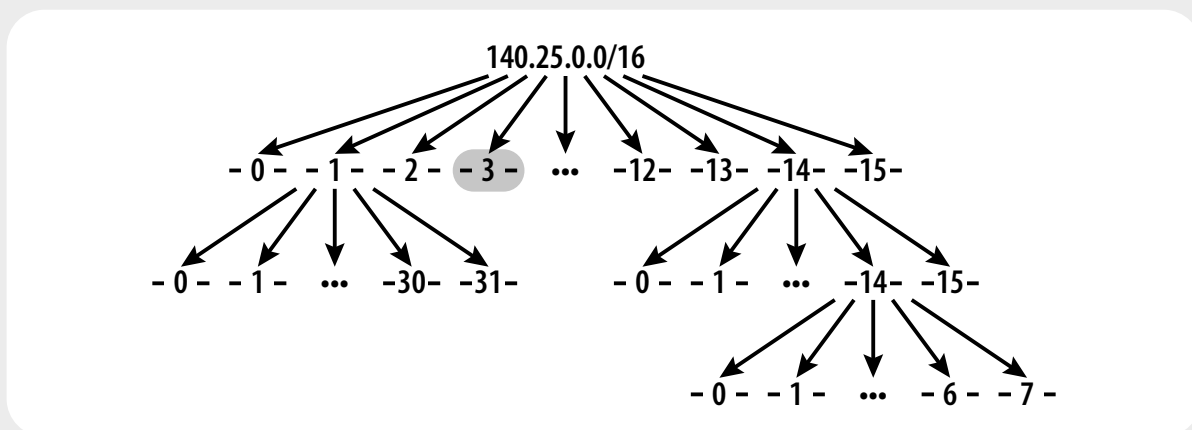 140.25.0.0/16
- 0 - - 1 - - 2 - - 3 - ••• -12- -13- -14- -15-
- 0 - - 1 - ••• -30- -31- - 0 - - 1 - ••• -14- -15-
- 0 - - 1 - ••• - 6 - - 7 -